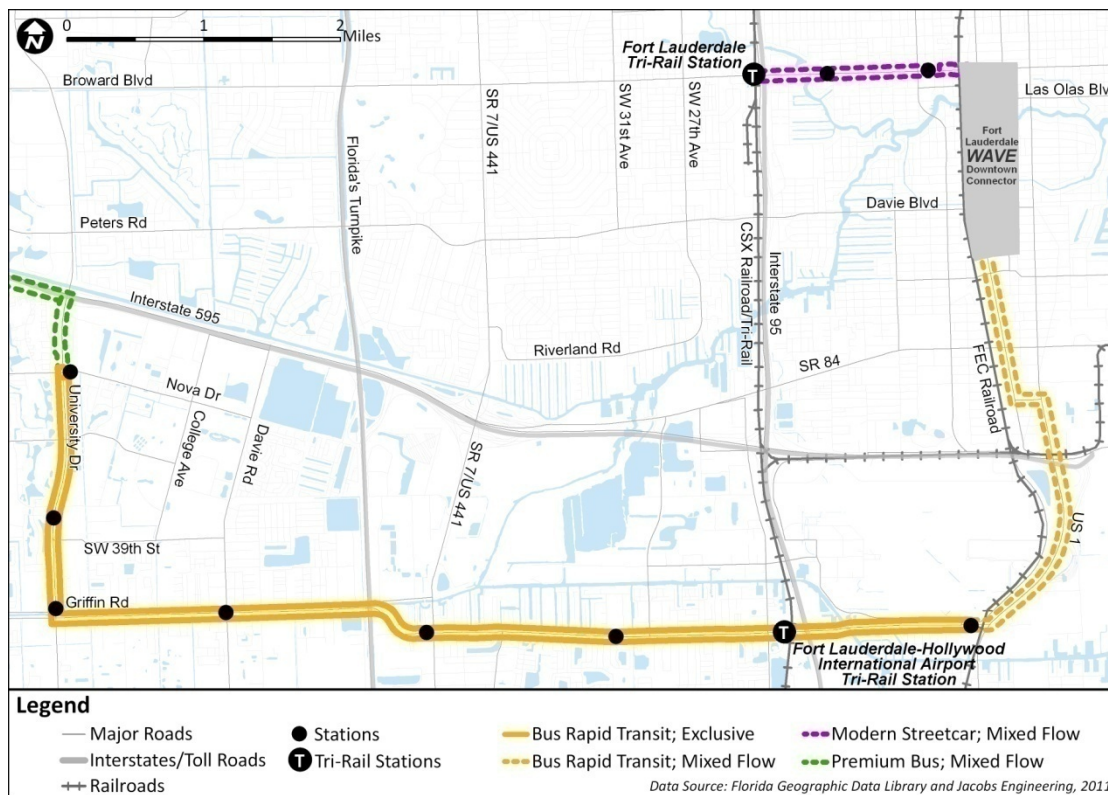 N
0 1 2
Miles
Fort Lauderdale
Tri-Rail Station
T
Broward Blvd
Las Olas Blv
SR 7/US 441
SW 31st Ave
SW 27th Ave
Florida's Turnpike
Fort
Lauderdale
WAVE
Downtown
Connector
Peters Rd
Davie Blvd
CSX Railroad/Tri-Rail
Interstate 95
Interstate 595
Riverland Rd
SR 84
FEC Railroad
Nova Dr
University Dr
College Ave
Davie Rd
SR 7/US 441
US 1
SW 39th St
Griffin Rd
T
Fort Lauderdale-Hollywood
International Airport
Tri-Rail Station
Legend
Major Roads
Stations
Bus Rapid Transit; Exclusive
Modern Streetcar; Mixed Flow
Interstates/Toll Roads
T Tri-Rail Stations
Bus Rapid Transit; Mixed Flow
Premium Bus; Mixed Flow
Railroads
Data Source: Florida Geographic Data Library and Jacobs Engineering, 2011